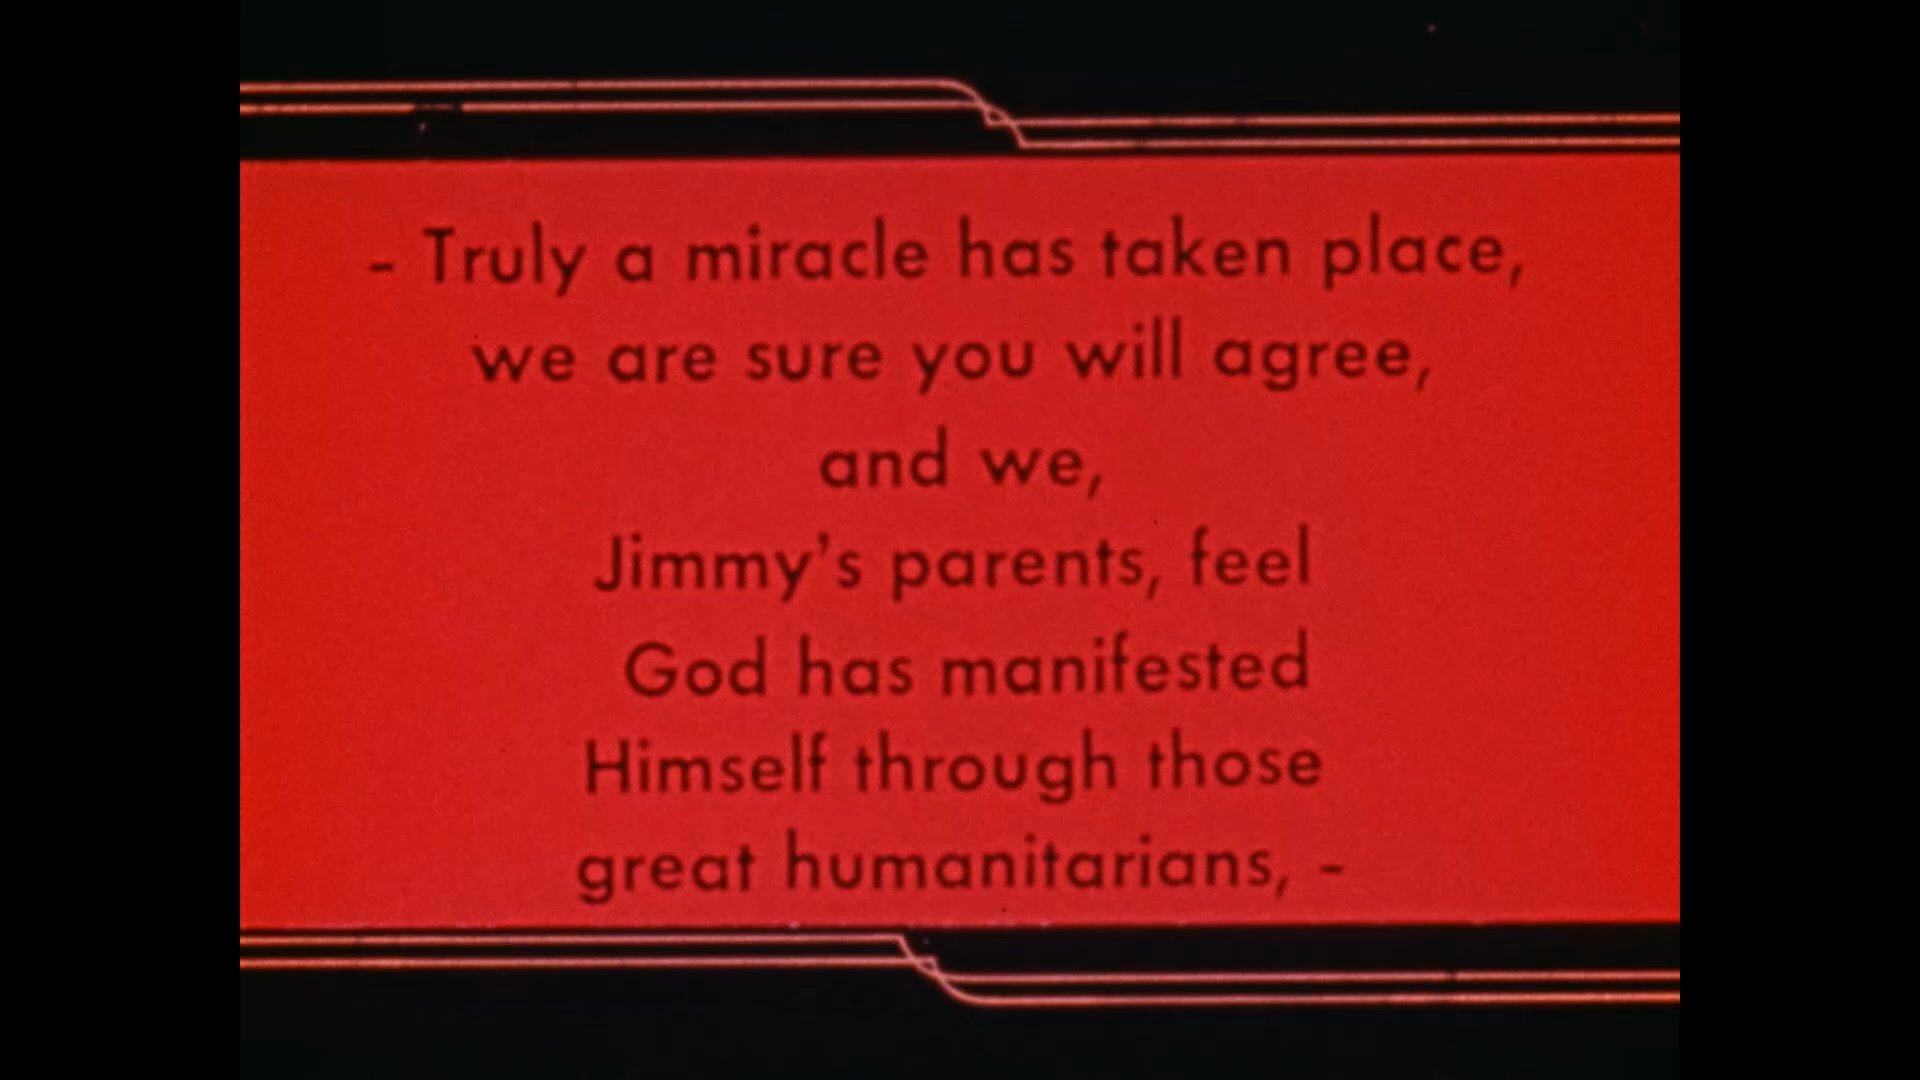 - Truly a miracle has taken place,
we are sure you will agree,
and we,
Jimmy's parents, feel
God has manifested
Himself through those
great humanitarians, -